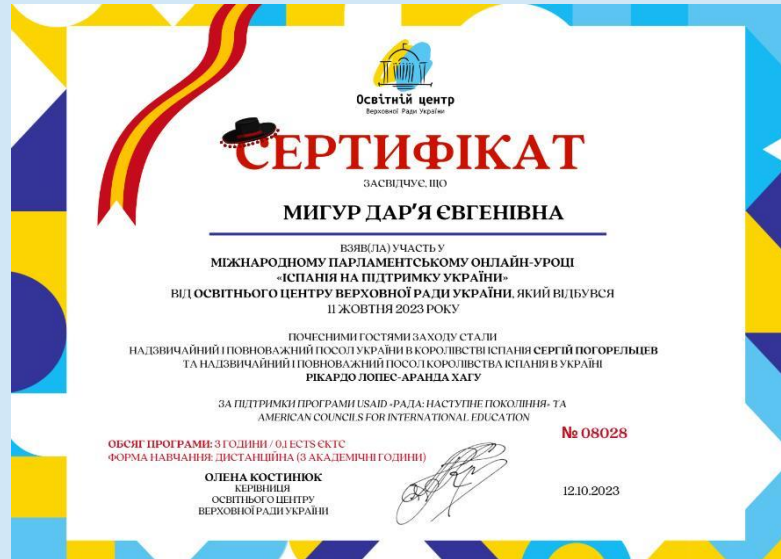 Освітній центр
Верховної Ради України
СЕРТИФІКАТ
ЗАСВІДЧУЄ, ЩО
МИГУР ДАР'Я ЄВГЕНІВНА
ВЗЯВ(ЛА) УЧАСТЬ У
МІЖНАРОДНОМУ ПАРЛАМЕНТСЬКОМУ ОНЛАЙН-УРОЦІ
«ІСПАНІЯ НА ПІДТРИМКУ УКРАЇНИ»
ВІД ОСВІТНЬОГО ЦЕНТРУ ВЕРХОВНОЇ РАДИ УКРАЇНИ, ЯКИЙ ВІДБУВСЯ
11 ЖОВТНЯ 2023 РОКУ
ПОЧЕСНИМИ ГОСТЯМИ ЗАХОДУ СТАЛИ
НАДЗВИЧАЙНИЙ І ПОВНОВАЖНИЙ ПОСОЛ УКРАЇНИ В КОРОЛІВСТВІ ІСПАНІЯ СЕРГІЙ ПОГОРЕЛЬЦЕВ
ТА НАДЗВИЧАЙНИЙ І ПОВНОВАЖНИЙ ПОСОЛ КОРОЛІВСТВА ІСПАНІЯ В УКРАЇНІ
РІКАРДО ЛОПЕС-АРАНДА ХАГУ
ЗА ПІДТРИМКИ ПРОГРАМИ USAID «РАДА: НАСТУПНЕ ПОКОЛІННЯ» ТА
AMERICAN COUNCILS FOR INTERNATIONAL EDUCATION
№ 08028
ОБСЯГ ПРОГРАМИ: 3 ГОДИНИ / 0,1 ECTS ЄКТС
ФОРМА НАВЧАННЯ: ДИСТАНЦІЙНА (3 АКАДЕМІЧНІ ГОДИНИ)
ОЛЕНА КОСТИНЮК
КЕРІВНИЦЯ
ОСВІТНЬОГО ЦЕНТРУ
ВЕРХОВНОЇ РАДИ УКРАЇНИ
12.10.2023